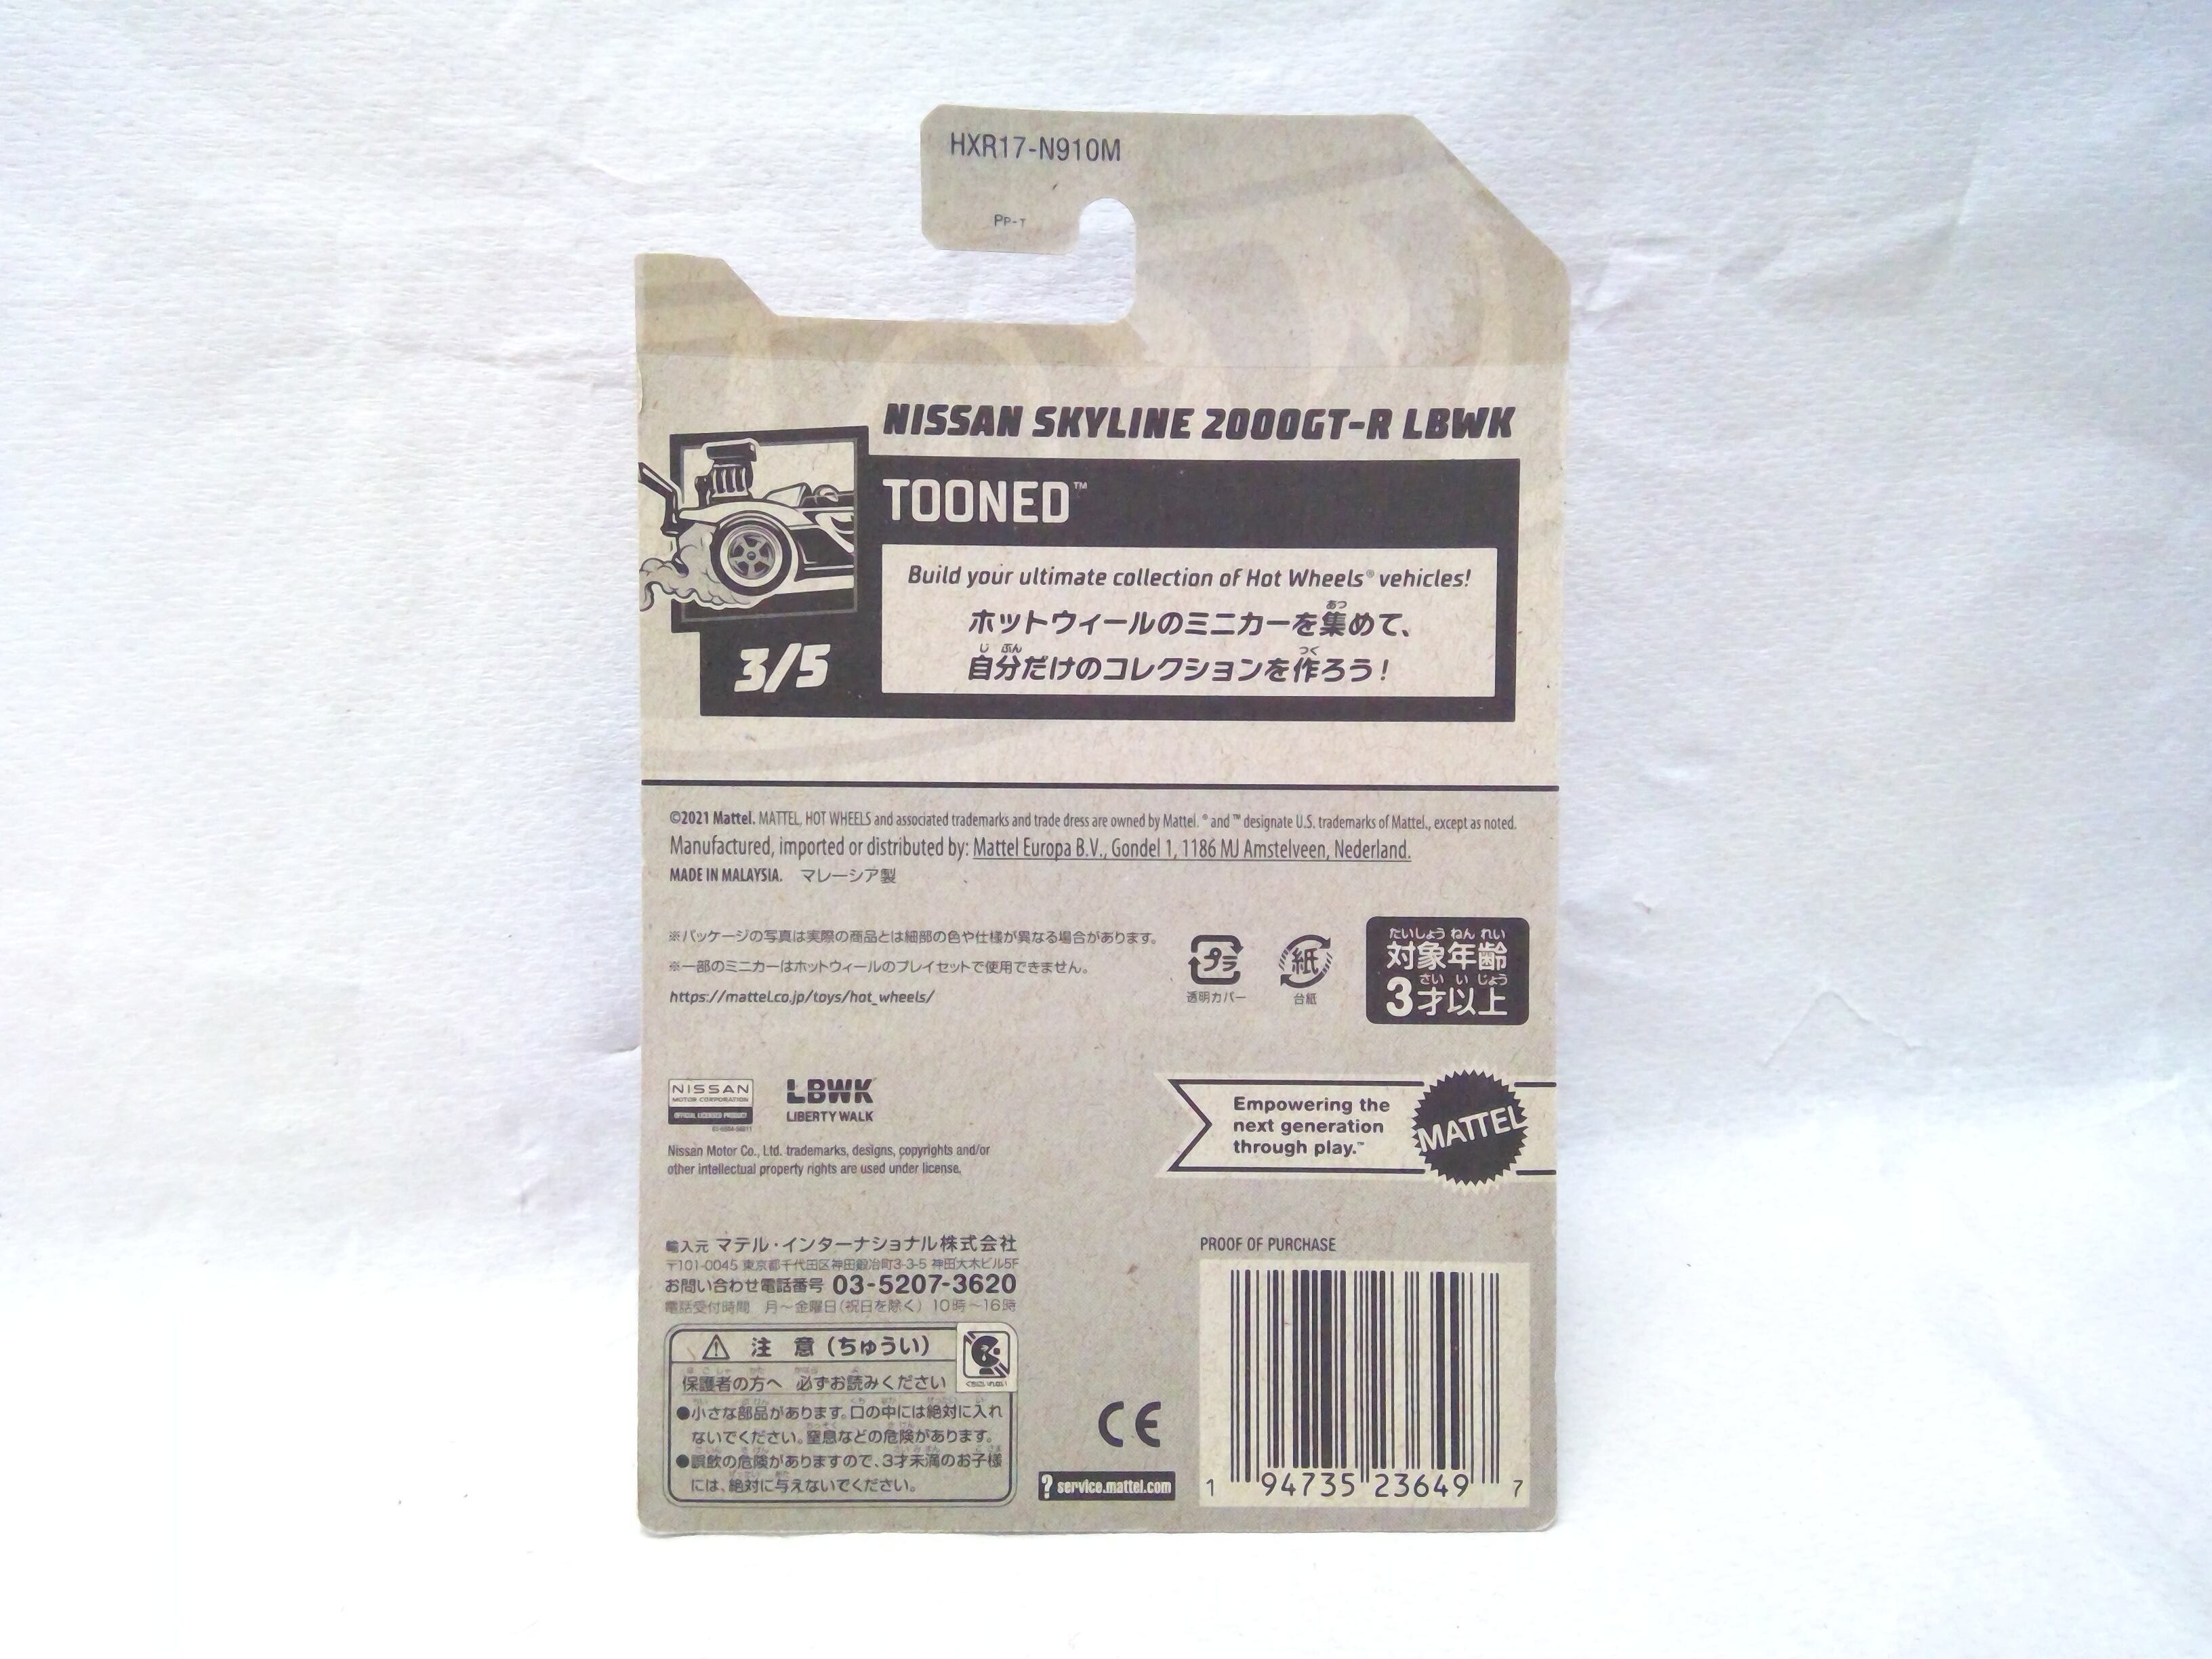 HXR17-N910M
PP-T
NISSAN SKYLINE 2000GT-R LBWK
TOONED™
Build your ultimate collection of Hot Wheels® vehicles!
ホットウィールのミニカーを集めて、
自分だけのコレクションを作ろう!
3/5
©2021 Mattel. MATTEL, HOT WHEELS and associated trademarks and trade dress are owned by Mattel. ® and ™ designate U.S. trademarks of Mattel., except as noted.
Manufactured, imported or distributed by: Mattel Europa B.V., Gondel 1, 1186 MJ Amstelveen, Nederland.
MADE IN MALAYSIA. マレーシア製
※パッケージの写真は実際の商品とは細部の色や仕様が異なる場合があります。
※一部のミニカーはホットウィールのプレイセットで使用できません。
https://mattel.co.jp/toys/hot_wheels/
プラ
透明カバー
紙
台紙
たいしょう ねん れい
対象年齢
さい い じょう
3才以上
NISSAN
MOTOR CORPORATION
OFFICIAL LICENSED PRODUCT
LBWK
LIBERTY WALK
Nissan Motor Co., Ltd. trademarks, designs, copyrights and/or
other intellectual property rights are used under license.
Empowering the
next generation
through play.™
MATTEL
輸入元 マテル・インターナショナル株式会社
〒101-0045 東京都千代田区神田鍛冶町3-3-5 神田大木ビル5F
お問い合わせ電話番号 03-5207-3620
電話受付時間 月～金曜日(祝日を除く) 10時～16時
注 意(ちゅうい)
保護者の方へ 必ずお読みください
●小さな部品があります。口の中には絶対に入れ
ないでください。窒息などの危険があります。
●誤飲の危険がありますので、3才未満のお子様
には、絶対に与えないでください。
CE
? service.mattel.com
PROOF OF PURCHASE
1 94735 23649 7